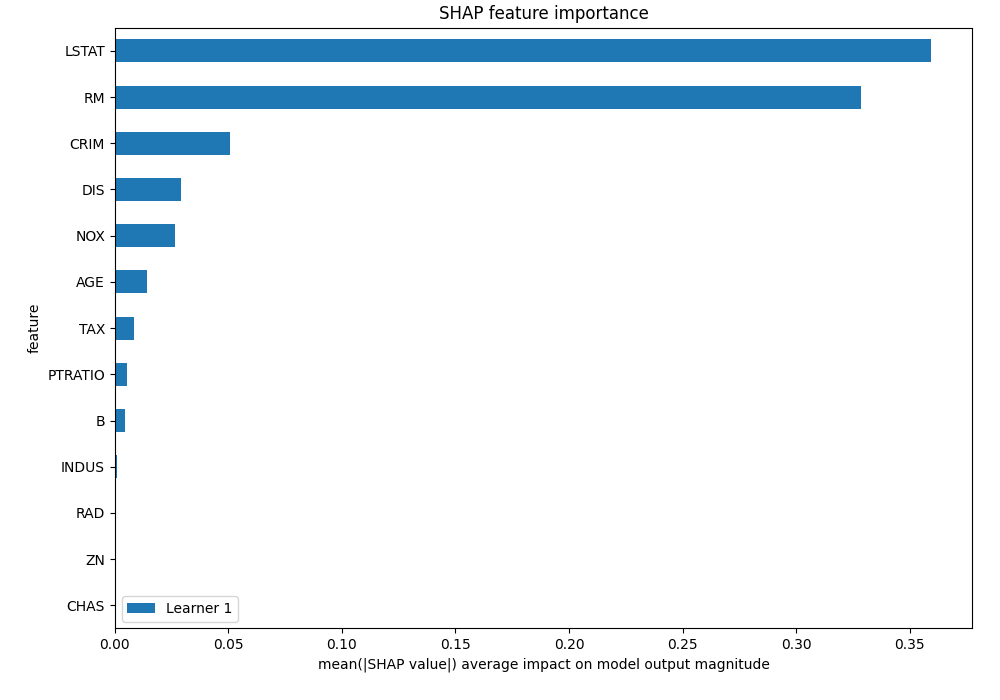 SHAP feature importance
LSTAT
RM
CRIM
DIS
NOX
AGE
TAX
PTRATIO
B
INDUS
RAD
ZN
CHAS
feature
Learner 1
0.00 0.05 0.10 0.15 0.20 0.25 0.30 0.35
mean(|SHAP value|) average impact on model output magnitude